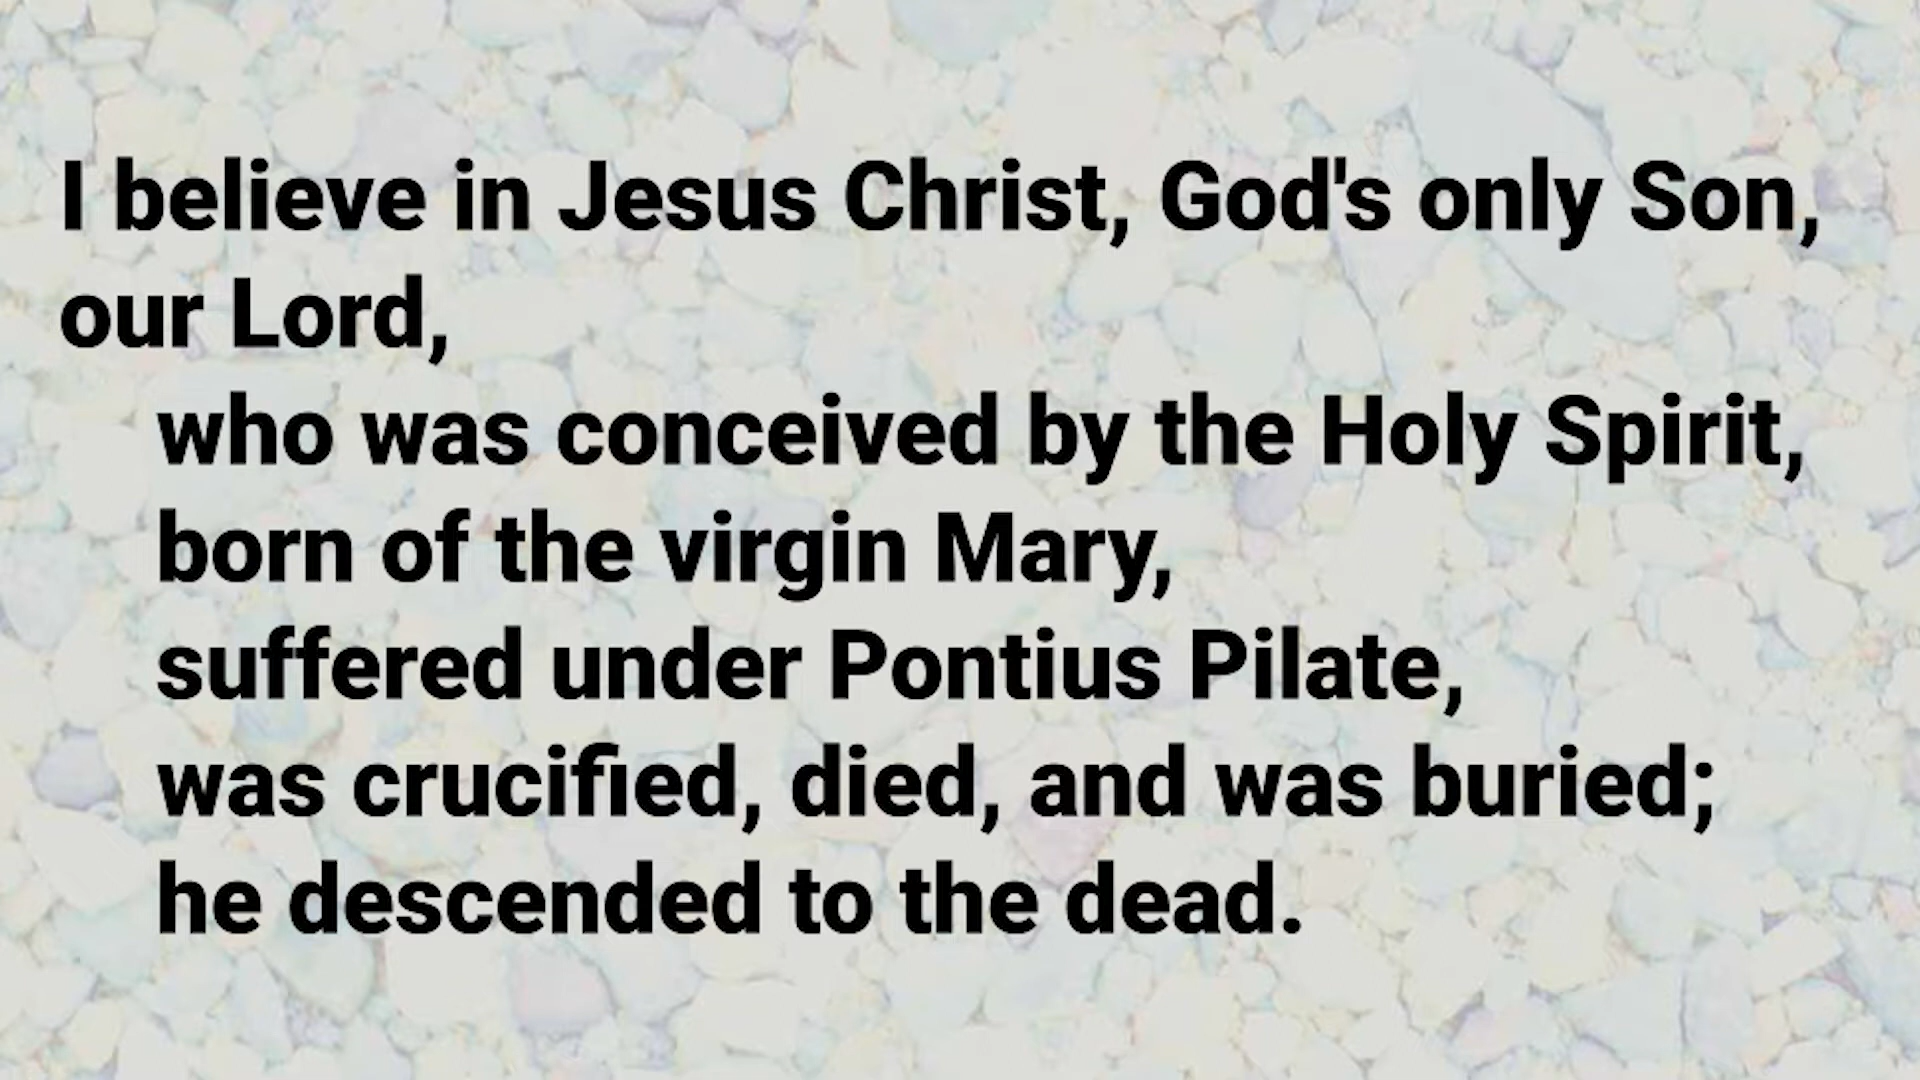 I believe in Jesus Christ, God's only Son,
our Lord,
who was conceived by the Holy Spirit,
born of the virgin Mary,
suffered under Pontius Pilate,
was crucified, died, and was buried;
he descended to the dead.